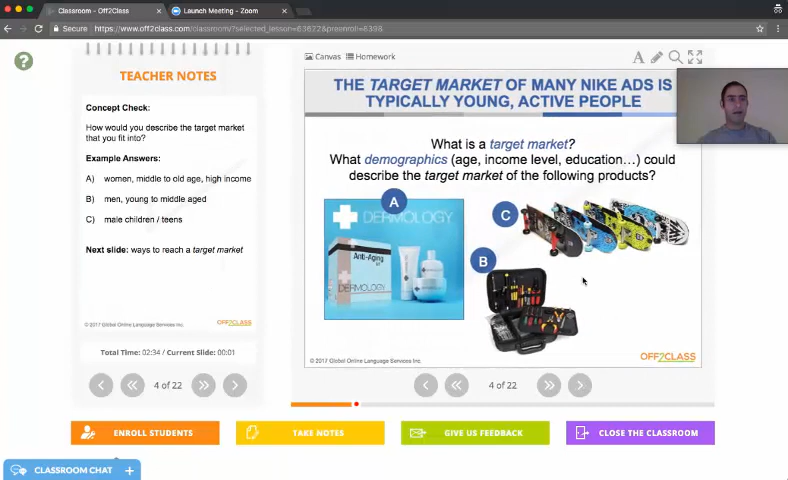 Classroom - Off2Class
Launch Meeting - Zoom
Secure
https://www.off2class.com/classroom/?selected_lesson=63822&preenroll=8398
TEACHER NOTES
Concept Check:
How would you describe the target market
that you fit into?
Example Answers:
A) women, middle to old age, high income
B) men, young to middle aged
C) male children / teens
Next slide: ways to reach a target market
© 2017 Global Online Language Services Inc.
OFF2CLASS
Total Time: 02:34 / Current Slide: 00:01
4 of 22
Canvas
Homework
THE TARGET MARKET OF MANY NIKE ADS IS
TYPICALLY YOUNG, ACTIVE PEOPLE
What is a target market?
What demographics (age, income level, education…) could
describe the target market of the following products?
A
DERMOLOGY
Anti-Aging
DERMOLOGY
C
B
© 2017 Global Online Language Services Inc.
OFF2CLASS
4 of 22
ENROLL STUDENTS
TAKE NOTES
GIVE US FEEDBACK
CLOSE THE CLASSROOM
CLASSROOM CHAT +